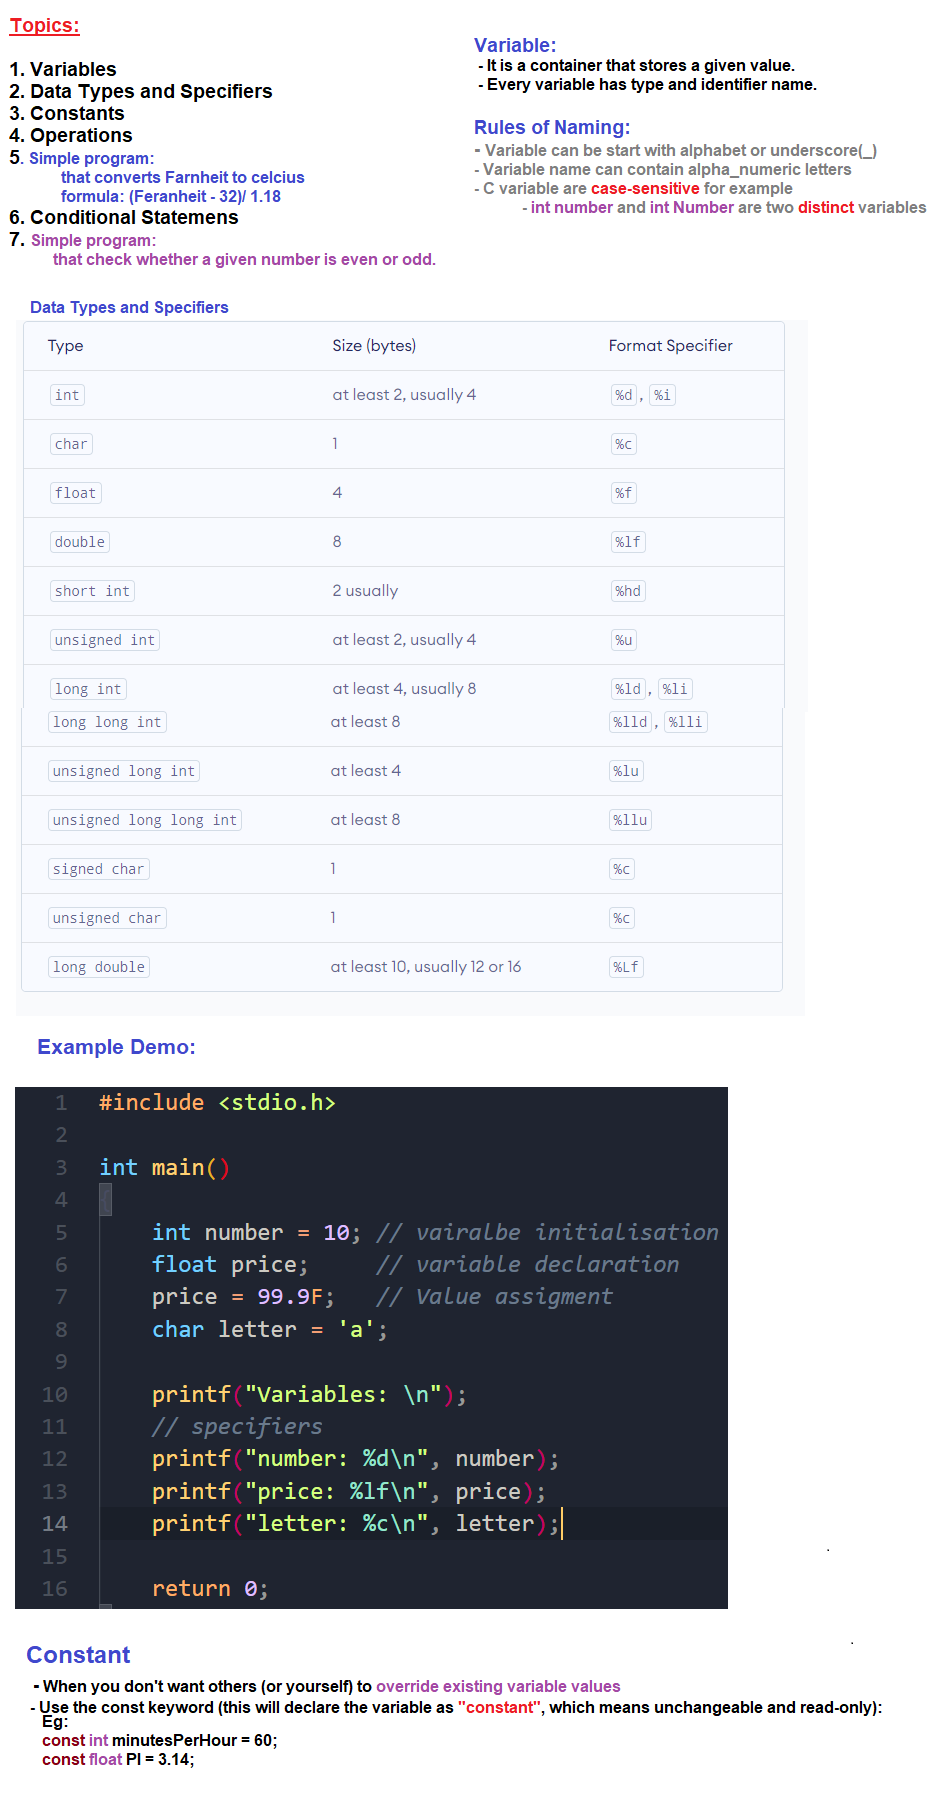 Topics:
1. Variables
2. Data Types and Specifiers
3. Constants
4. Operations
5. Simple program:
that converts Farnheit to celcius
formula: (Feranheit - 32)/ 1.18
6. Conditional Statemens
7. Simple program:
that check whether a given number is even or odd.
Variable:
- It is a container that stores a given value.
- Every variable has type and identifier name.
Rules of Naming:
- Variable can be start with alphabet or underscore(_)
- Variable name can contain alpha_numeric letters
- C variable are case-sensitive for example
- int number and int Number are two distinct variables
Data Types and Specifiers
Type Size (bytes) Format Specifier
int at least 2, usually 4 %d, %i
char 1 %c
float 4 %f
double 8 %lf
short int 2 usually %hd
unsigned int at least 2, usually 4 %u
long int at least 4, usually 8 %ld, %li
long long int at least 8 %lld, %lli
unsigned long int at least 4 %lu
unsigned long long int at least 8 %llu
signed char 1 %c
unsigned char 1 %c
long double at least 10, usually 12 or 16 %Lf
Example Demo:
1 #include <stdio.h>
2
3 int main()
4 {
5 int number = 10; // vairalbe initialisation
6 float price; // variable declaration
7 price = 99.9F; // Value assigment
8 char letter = 'a';
9
10 printf("Variables: \n");
11 // specifiers
12 printf("number: %d\n", number);
13 printf("price: %lf\n", price);
14 printf("letter: %c\n", letter);
15
16 return 0;
Constant
- When you don't want others (or yourself) to override existing variable values
- Use the const keyword (this will declare the variable as "constant", which means unchangeable and read-only):
Eg:
const int minutesPerHour = 60;
const float PI = 3.14;